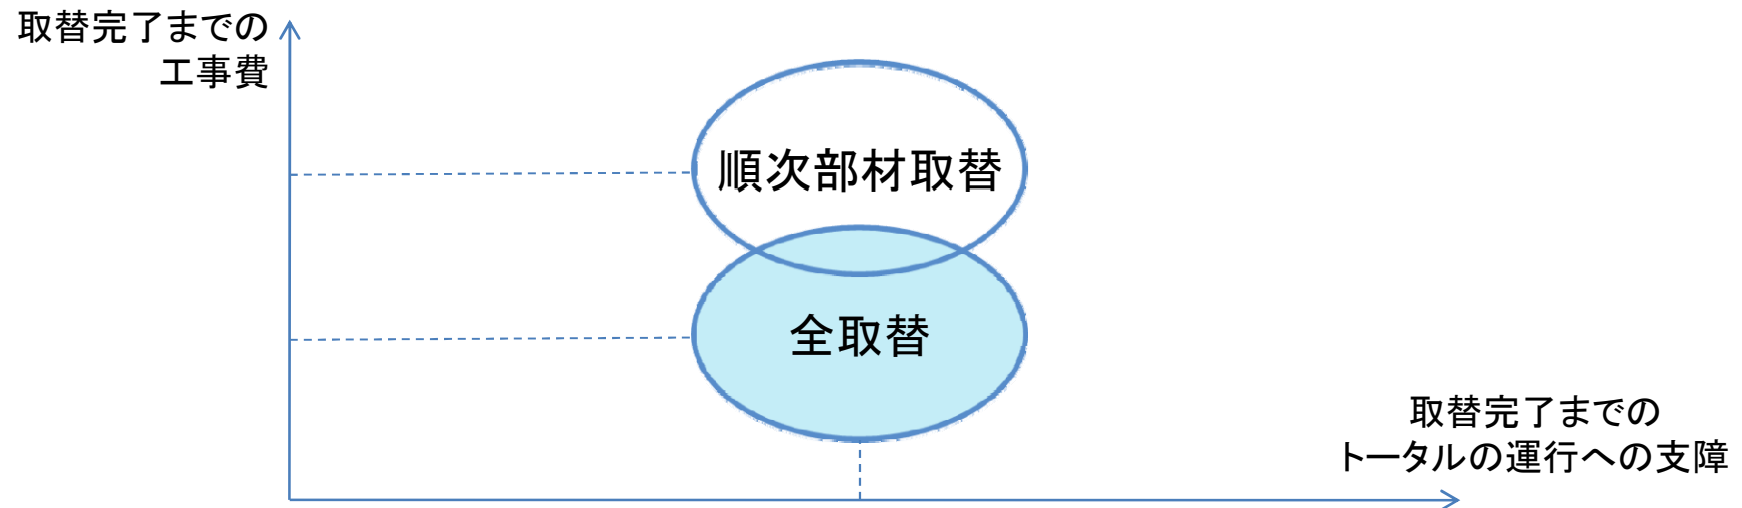 取替完了までの
工事費
順次部材取替
全取替
取替完了までの
トータルの運行への支障